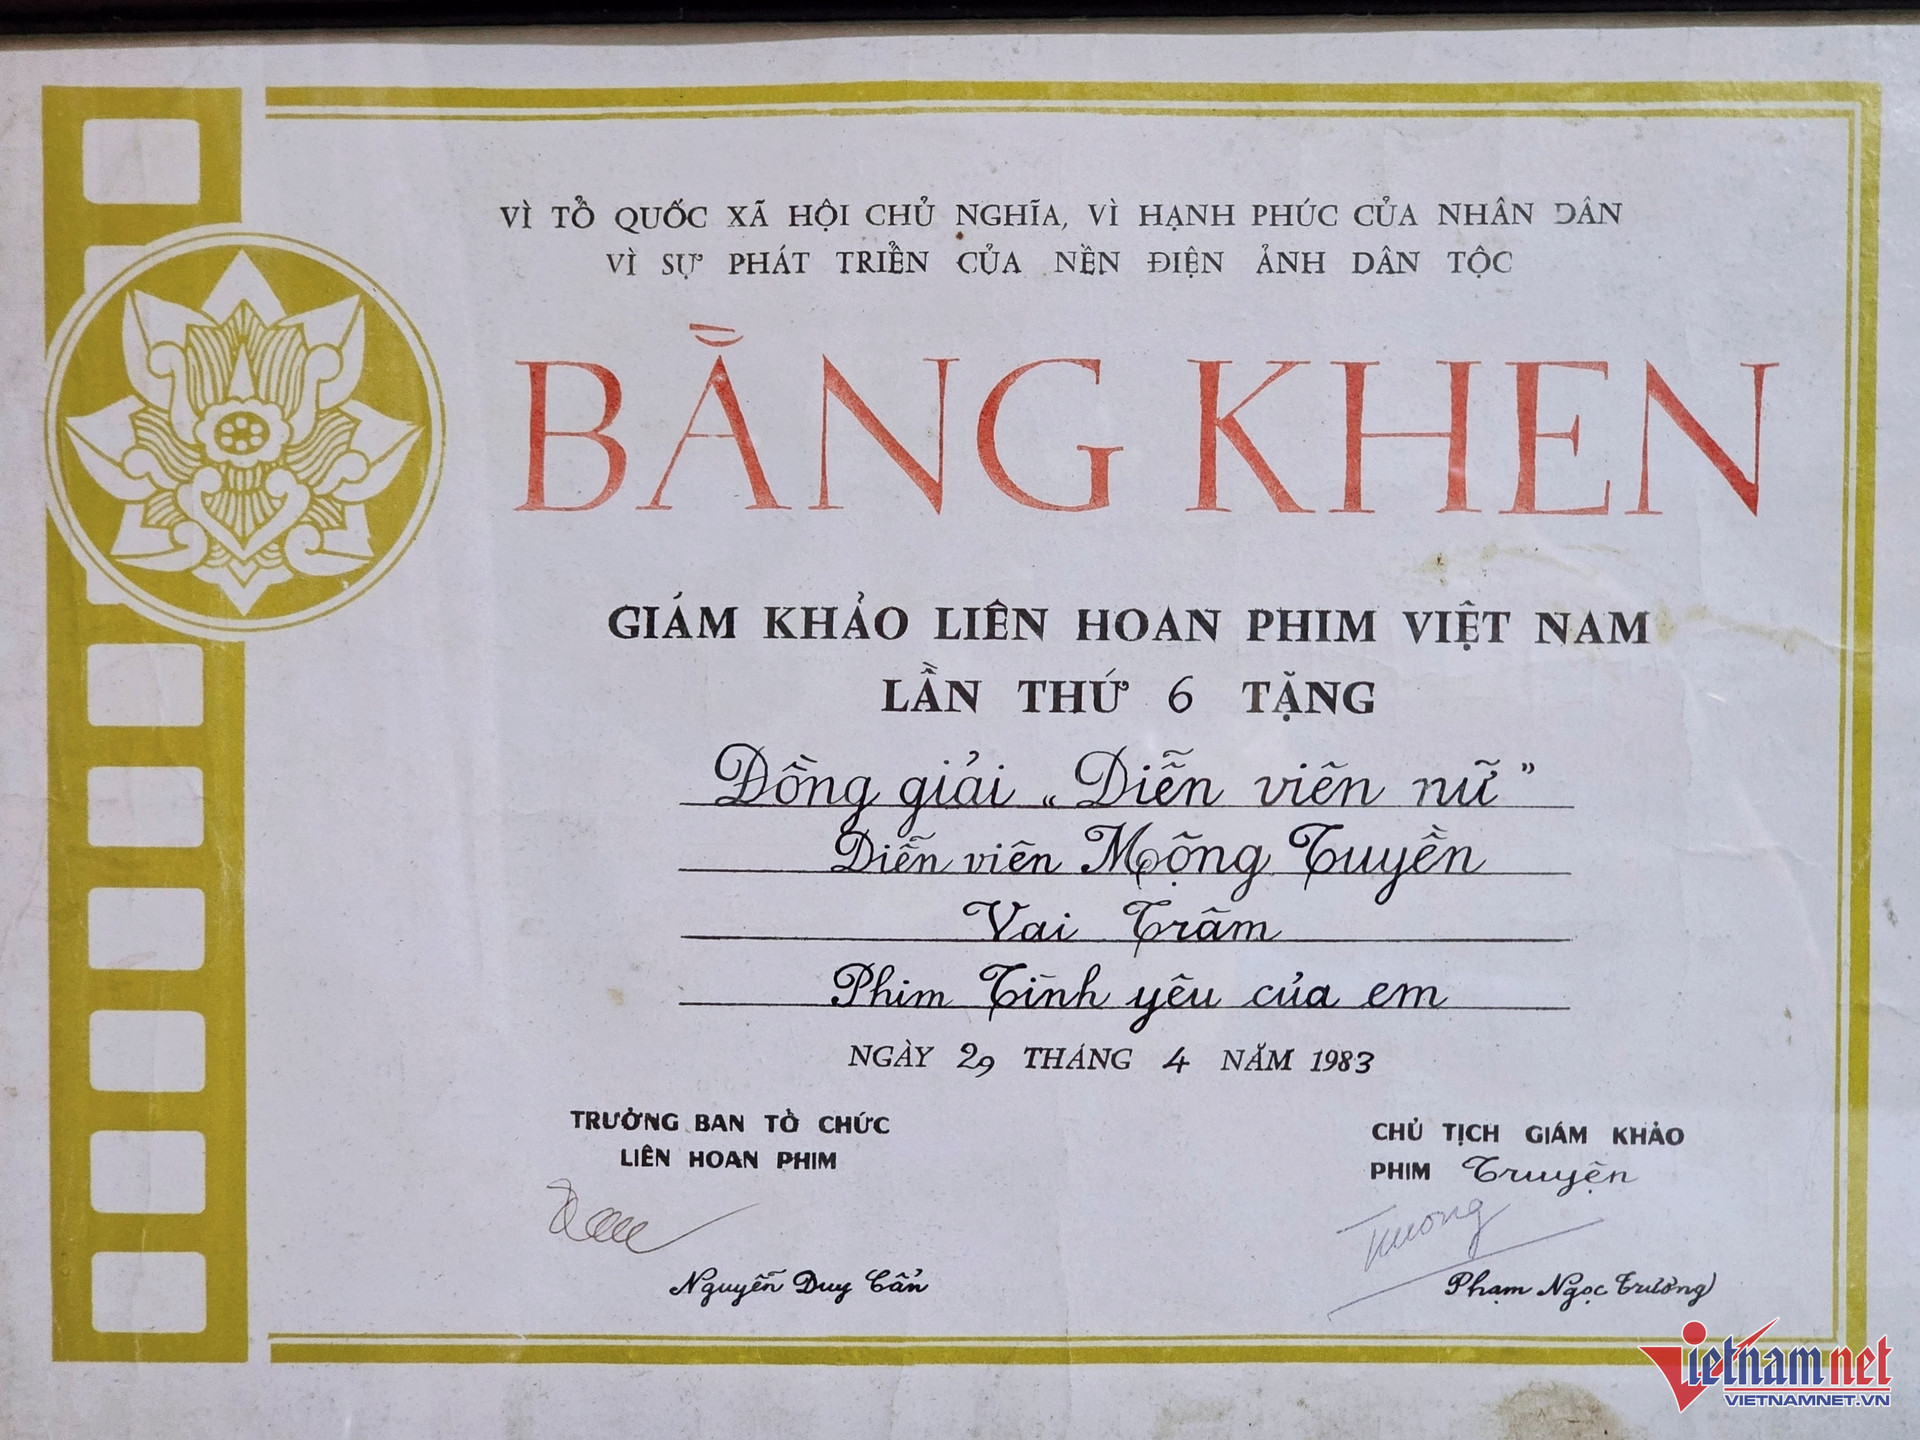 VÌ TỔ QUỐC XÃ HỘI CHỦ NGHĨA, VÌ HẠNH PHÚC CỦA NHÂN DÂN
VÌ SỰ PHÁT TRIỂN CỦA NỀN ĐIỆN ẢNH DÂN TỘC
BẰNG KHEN
GIÁM KHẢO LIÊN HOAN PHIM VIỆT NAM
LẦN THỨ 6 TẶNG
Đồng giải „Diễn viên nữ”
Diễn viên Mộng Tuyền
Vai Trâm
Phim Tình yêu của em
NGÀY 29 THÁNG 4 NĂM 1983
TRƯỞNG BAN TỔ CHỨC
LIÊN HOAN PHIM
Nguyễn Duy Cẩn
CHỦ TỊCH GIÁM KHẢO
PHIM Truyện
Trương
Phạm Ngọc Trương
Vietnamnet
VIETNAMNET.VN